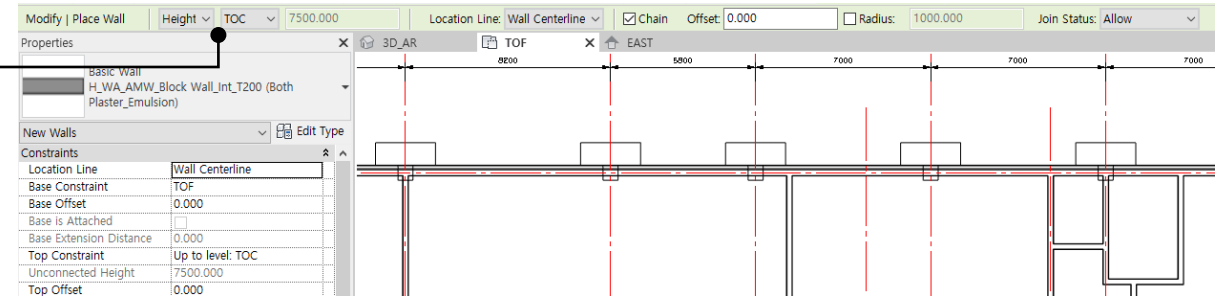 Modify | Place Wall Height TOC 7500.000 Location Line: Wall Centerline Chain Offset: 0.000 Radius: 1000.000 Join Status: Allow
Properties
3D_AR TOF EAST
Basic Wall
H_WA_AMW_Block Wall_Int_T200 (Both
Plaster_Emulsion)
New Walls Edit Type
Constraints
Location Line Wall Centerline
Base Constraint TOF
Base Offset 0.000
Base is Attached
Base Extension Distance 0.000
Top Constraint Up to level: TOC
Unconnected Height 7500.000
Top Offset 0.000
8200 5800 7000 7000 7000